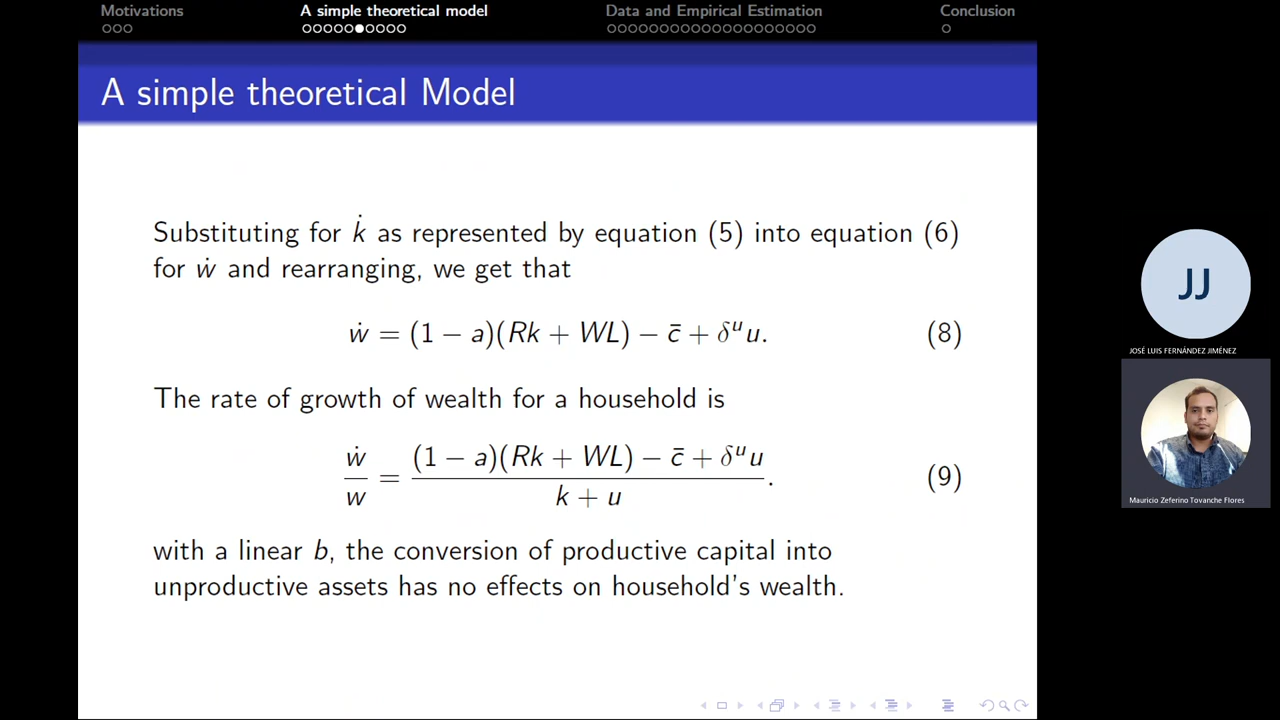 Motivations
A simple theoretical model
Data and Empirical Estimation
Conclusion
A simple theoretical Model
Substituting for k̇ as represented by equation (5) into equation (6)
for ẇ and rearranging, we get that
ẇ = (1 − a)(Rk + WL) − c̄ + δᵘu. (8)
The rate of growth of wealth for a household is
ẇ/w = ((1 − a)(Rk + WL) − c̄ + δᵘu)/(k + u). (9)
with a linear b, the conversion of productive capital into
unproductive assets has no effects on household's wealth.
JJ
JOSÉ LUIS FERNÁNDEZ JIMÉNEZ
Mauricio Zeferino Tovanche Flores